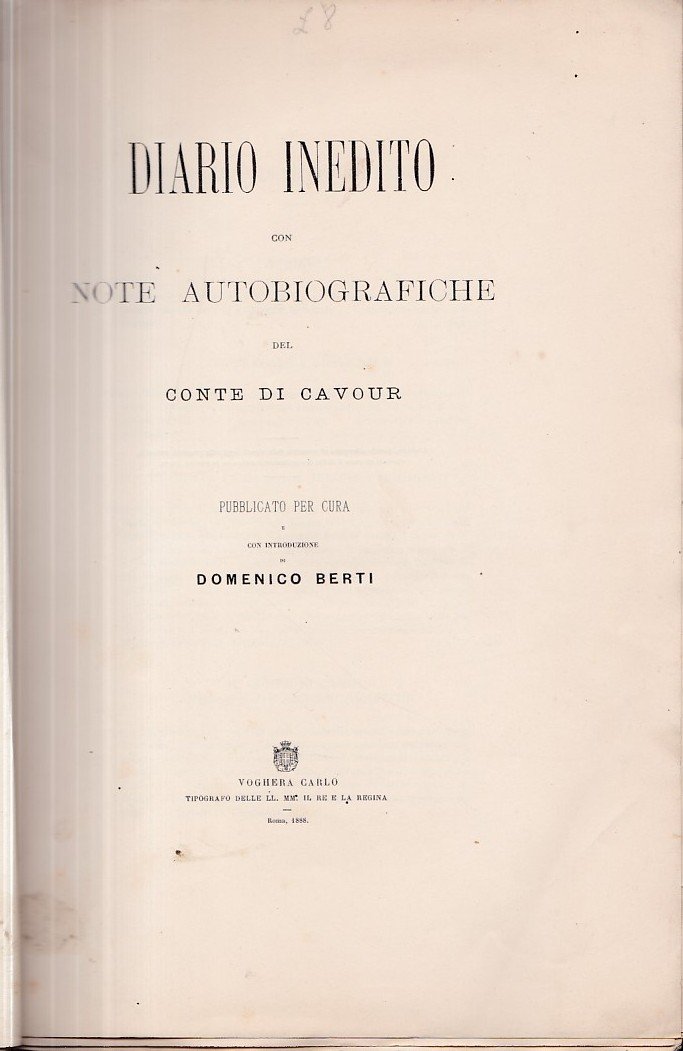 £ 8
DIARIO INEDITO
CON
NOTE AUTOBIOGRAFICHE
DEL
CONTE DI CAVOUR
PUBBLICATO PER CURA
E
CON INTRODUZIONE
DI
DOMENICO BERTI
VOGHERA CARLO
TIPOGRAFO DELLE LL. MM. IL RE E LA REGINA
Roma, 1888.